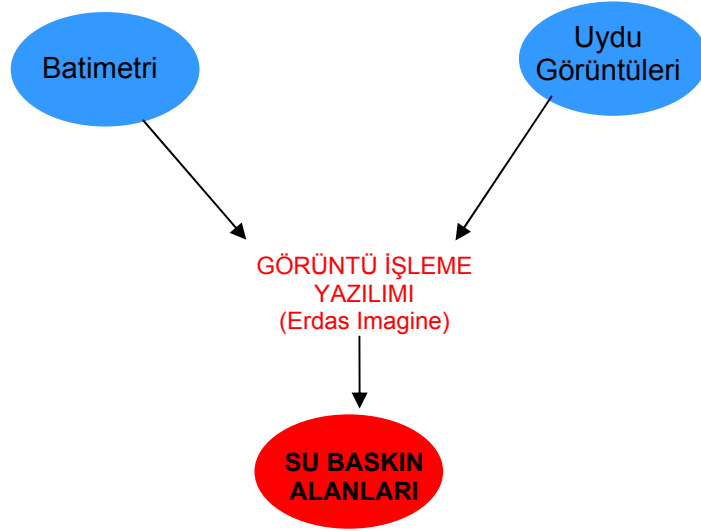 Batimetri
Uydu
Görüntüleri
GÖRÜNTÜ İŞLEME
YAZILIMI
(Erdas Imagine)
SU BASKIN
ALANLARI